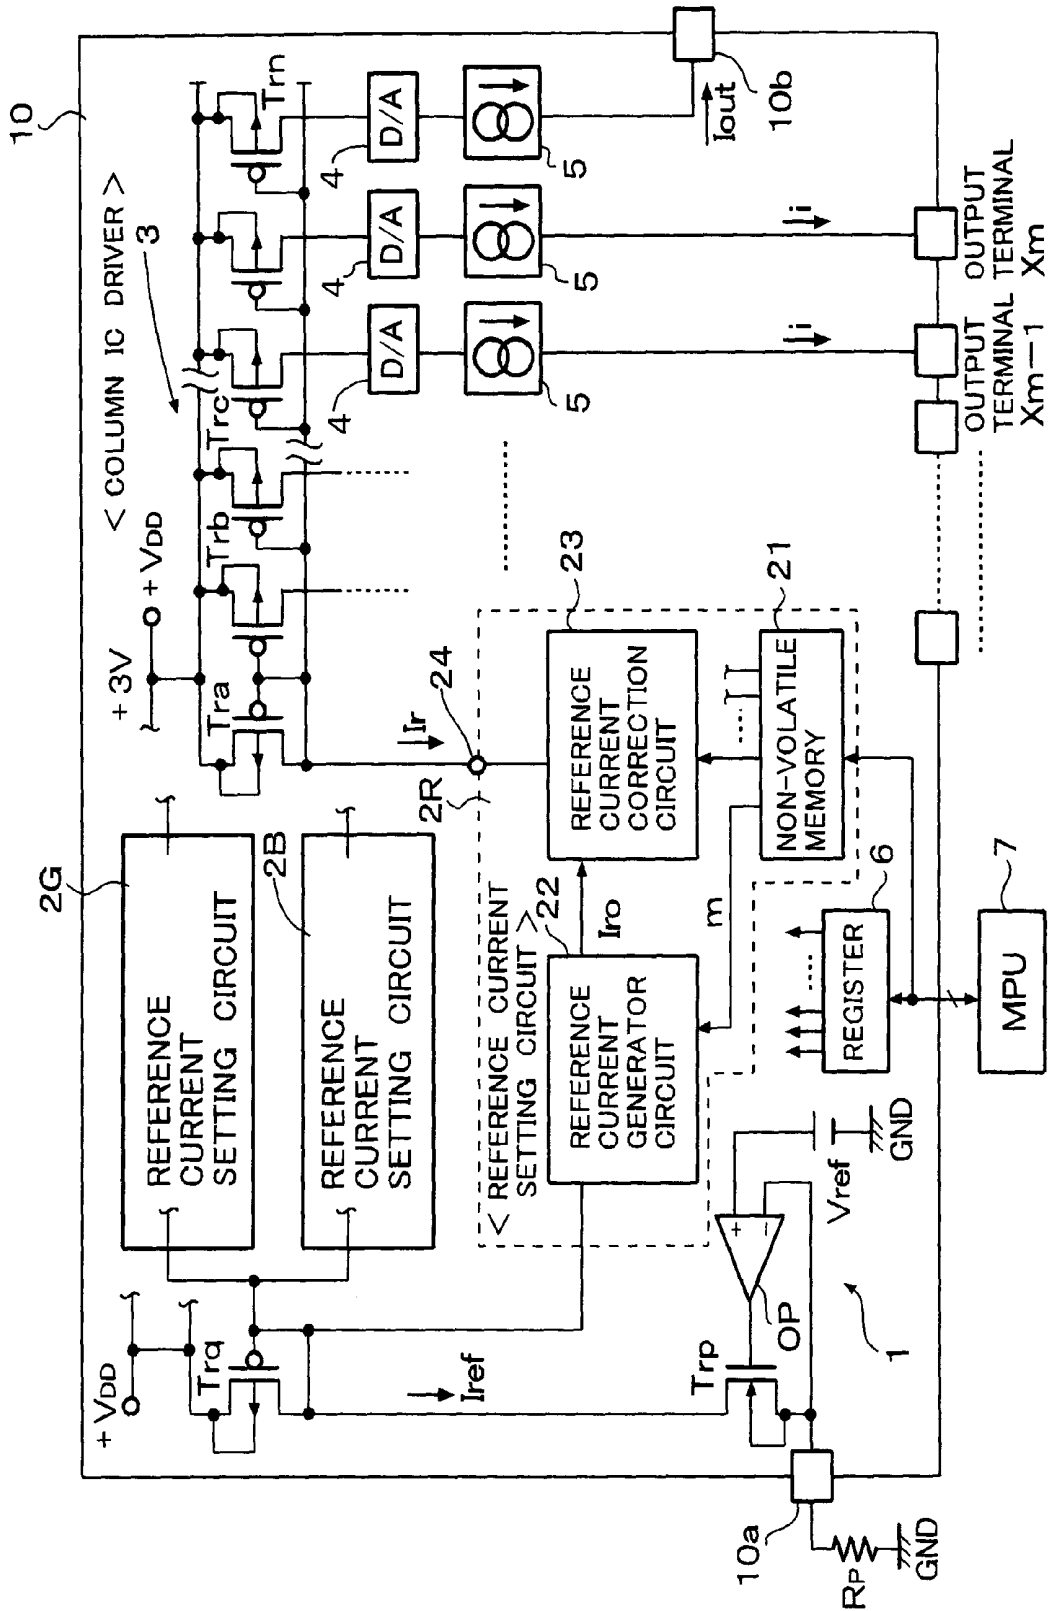 10
< COLUMN IC DRIVER >
3
+3V
+VDD
Tra
Trb
Trc
Trn
4
D/A
4
D/A
4
D/A
5
5
5
Iout
10b
i
i
OUTPUT
TERMINAL
Xm-1
OUTPUT
TERMINAL
Xm
2G
REFERENCE
CURRENT
SETTING CIRCUIT
2B
REFERENCE
CURRENT
SETTING CIRCUIT
2R
Ir
24
< REFERENCE CURRENT
SETTING CIRCUIT >
22
REFERENCE
CURRENT
GENERATOR
CIRCUIT
Iro
23
REFERENCE
CURRENT
CORRECTION
CIRCUIT
21
NON-VOLATILE
MEMORY
m
REGISTER
6
MPU
7
+VDD
Trq
Iref
Trp
OP
+
−
Vref
GND
1
10a
RP
GND